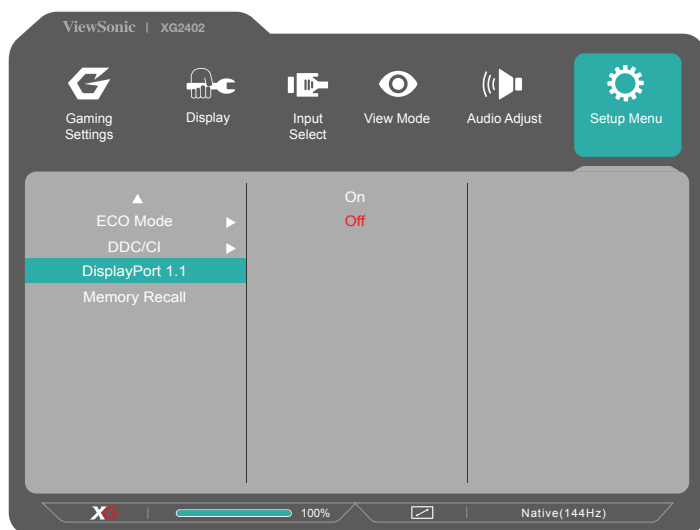 ViewSonic | XG2402
Gaming
Settings
Display
Input
Select
View Mode
Audio Adjust
Setup Menu
▲
ECO Mode ▶
DDC/CI ▶
DisplayPort 1.1
Memory Recall
On
Off
XG | 100% | Native(144Hz)